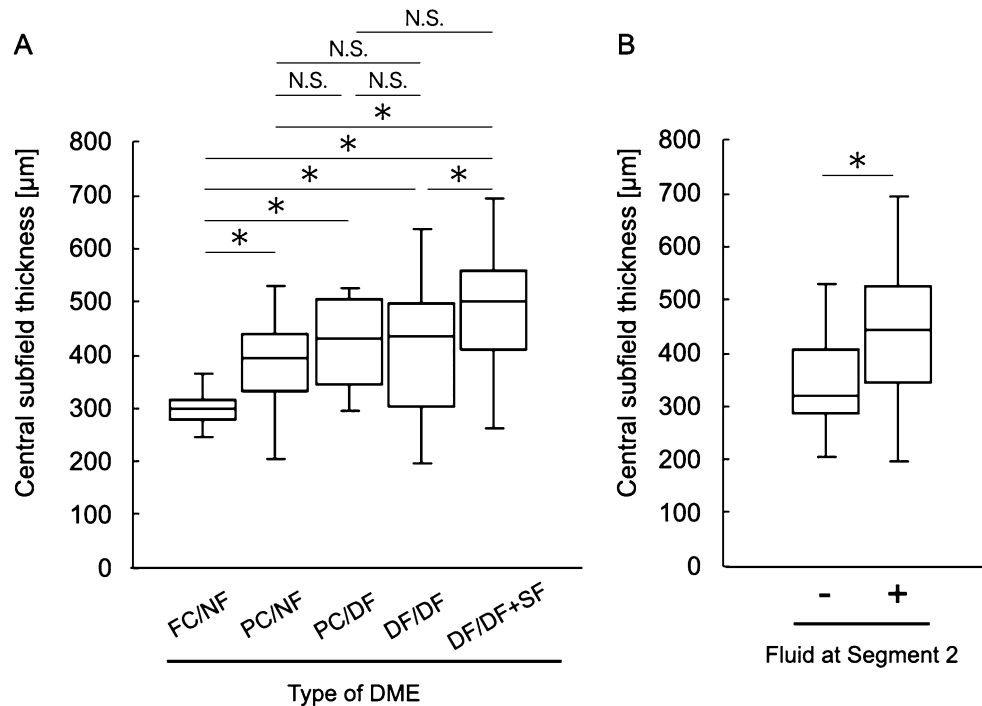 A
N.S.
N.S.
N.S. N.S.
*
*
* *
*
*
Central subfield thickness [µm]
800
700
600
500
400
300
200
100
0
FC/NF PC/NF PC/DF DF/DF DF/DF+SF
Type of DME
B
*
Central subfield thickness [µm]
800
700
600
500
400
300
200
100
0
- +
Fluid at Segment 2